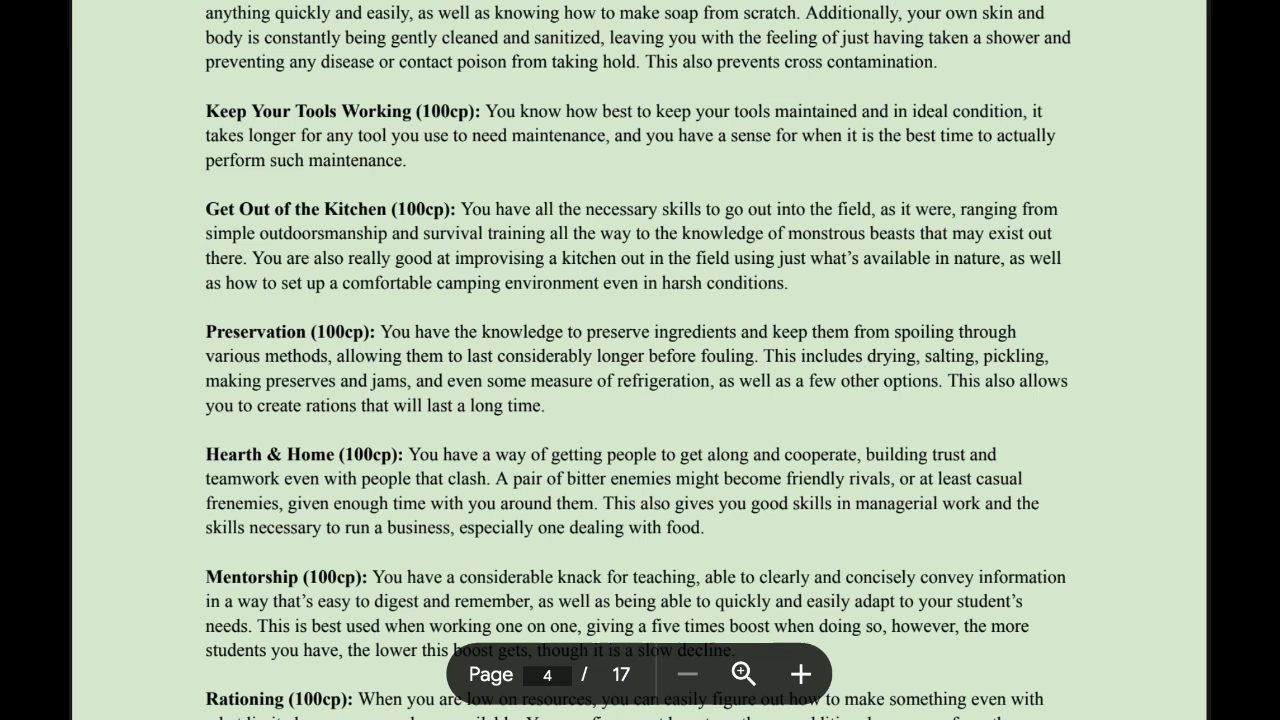 anything quickly and easily, as well as knowing how to make soap from scratch. Additionally, your own skin and
body is constantly being gently cleaned and sanitized, leaving you with the feeling of just having taken a shower and
preventing any disease or contact poison from taking hold. This also prevents cross contamination.
Keep Your Tools Working (100cp): You know how best to keep your tools maintained and in ideal condition, it
takes longer for any tool you use to need maintenance, and you have a sense for when it is the best time to actually
perform such maintenance.
Get Out of the Kitchen (100cp): You have all the necessary skills to go out into the field, as it were, ranging from
simple outdoorsmanship and survival training all the way to the knowledge of monstrous beasts that may exist out
there. You are also really good at improvising a kitchen out in the field using just what’s available in nature, as well
as how to set up a comfortable camping environment even in harsh conditions.
Preservation (100cp): You have the knowledge to preserve ingredients and keep them from spoiling through
various methods, allowing them to last considerably longer before fouling. This includes drying, salting, pickling,
making preserves and jams, and even some measure of refrigeration, as well as a few other options. This also allows
you to create rations that will last a long time.
Hearth & Home (100cp): You have a way of getting people to get along and cooperate, building trust and
teamwork even with people that clash. A pair of bitter enemies might become friendly rivals, or at least casual
frenemies, given enough time with you around them. This also gives you good skills in managerial work and the
skills necessary to run a business, especially one dealing with food.
Mentorship (100cp): You have a considerable knack for teaching, able to clearly and concisely convey information
in a way that’s easy to digest and remember, as well as being able to quickly and easily adapt to your student’s
needs. This is best used when working one on one, giving a five times boost when doing so, however, the more
students you have, the lower this boost gets, though it is a slow decline.
Page 4 / 17
Rationing (100cp): When you are low on resources, you can easily figure out how to make something even with